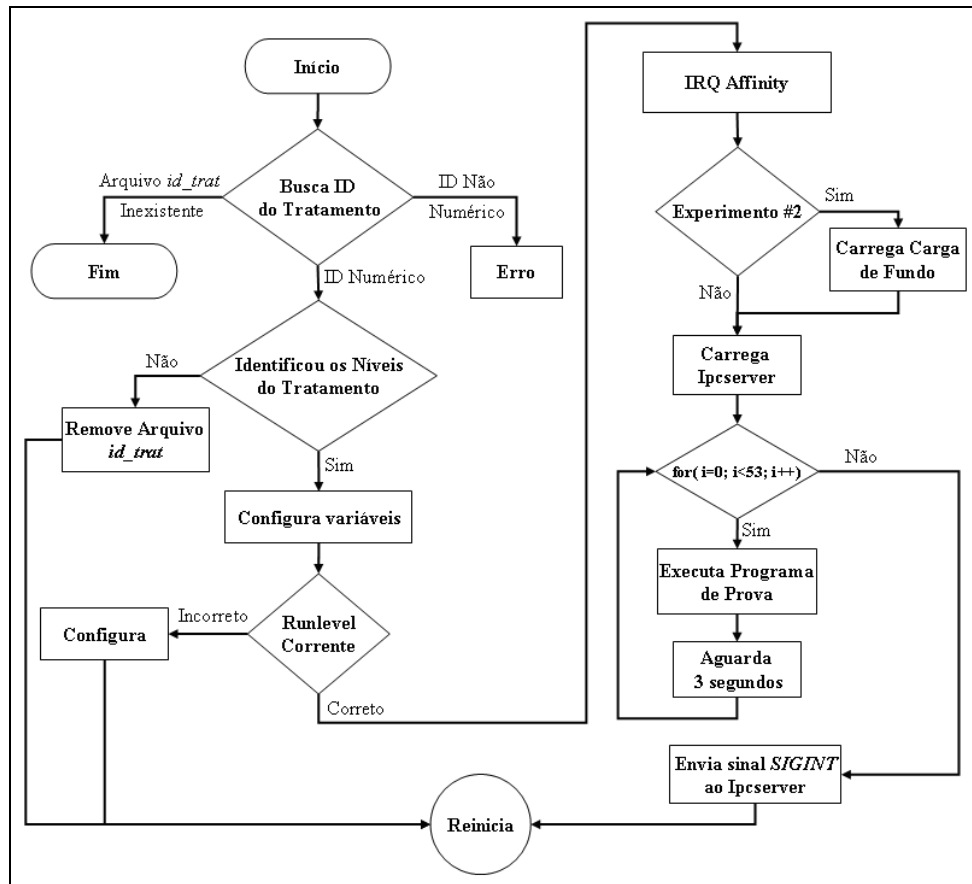 Início
Busca ID
do Tratamento
Arquivo id_trat
Inexistente
Fim
ID Não
Numérico
Erro
ID Numérico
Identificou os Níveis
do Tratamento
Não
Remove Arquivo
id_trat
Sim
Configura variáveis
Runlevel
Corrente
Incorreto
Configura
Correto
IRQ Affinity
Experimento #2
Sim
Carrega Carga
de Fundo
Não
Carrega
Ipcserver
for( i=0; i<53; i++)
Não
Sim
Executa Programa
de Prova
Aguarda
3 segundos
Envia sinal SIGINT
ao Ipcserver
Reinicia